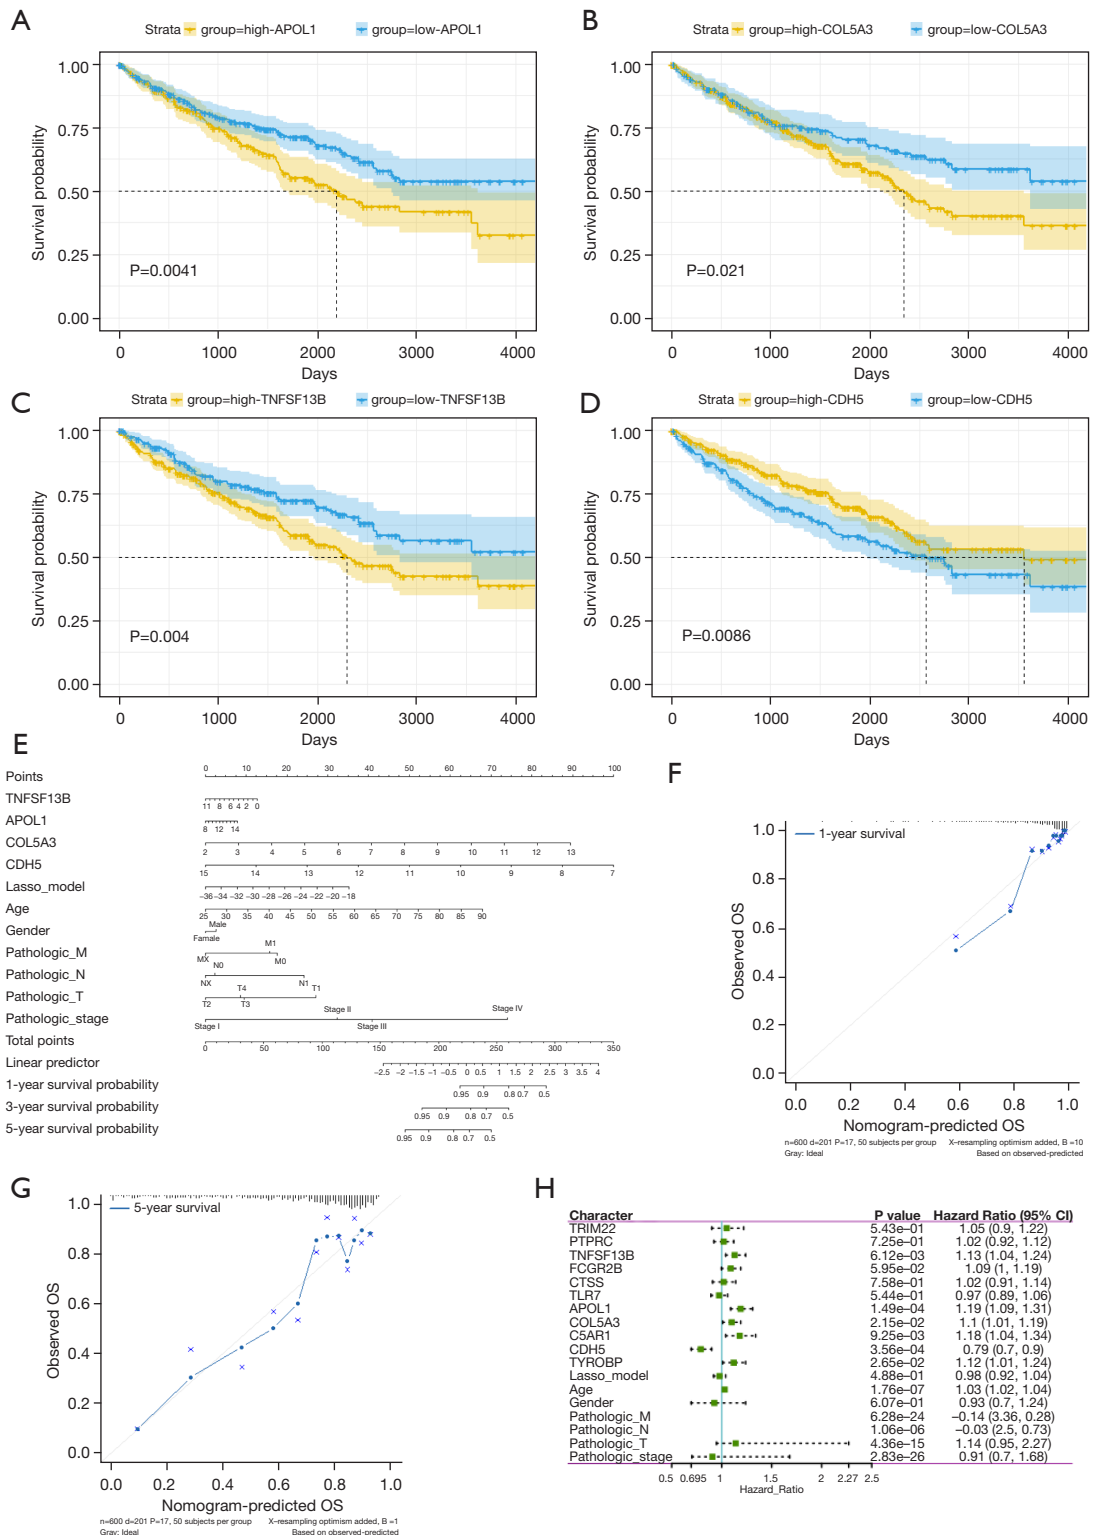 A
Strata group=high-APOL1 group=low-APOL1
Survival probability
1.00
0.75
0.50
0.25
0.00
P=0.0041
0 1000 2000 3000 4000
Days
B
Strata group=high-COL5A3 group=low-COL5A3
Survival probability
1.00
0.75
0.50
0.25
0.00
P=0.021
0 1000 2000 3000 4000
Days
C
Strata group=high-TNFSF13B group=low-TNFSF13B
Survival probability
1.00
0.75
0.50
0.25
0.00
P=0.004
0 1000 2000 3000 4000
Days
D
Strata group=high-CDH5 group=low-CDH5
Survival probability
1.00
0.75
0.50
0.25
0.00
P=0.0086
0 1000 2000 3000 4000
Days
E
Points 0 10 20 30 40 50 60 70 80 90 100
TNFSF13B 11 8 6 4 2 0
APOL1 8 12 14
COL5A3 2 3 4 5 6 7 8 9 10 11 12 13
CDH5 15 14 13 12 11 10 9 8 7
Lasso_model −36 −34 −32 −30 −28 −26 −24 −22 −20 −18
Age 25 30 35 40 45 50 55 60 65 70 75 80 85 90
Gender Male Famale
Pathologic_M M1 MX M0
Pathologic_N N0 NX N1
Pathologic_T T4 T1 T2 T3
Pathologic_stage Stage II Stage IV Stage I Stage III
Total points 0 50 100 150 200 250 300 350
Linear predictor −2.5 −2 −1.5 −1 −0.5 0 0.5 1 1.5 2 2.5 3 3.5 4
1-year survival probability 0.95 0.9 0.8 0.7 0.5
3-year survival probability 0.95 0.9 0.8 0.7 0.5
5-year survival probability 0.95 0.9 0.8 0.7 0.5
F
1-year survival
Observed OS
1.0
0.8
0.6
0.4
0.2
0.0
0.0 0.2 0.4 0.6 0.8 1.0
Nomogram-predicted OS
n=600 d=201 P=17, 50 subjects per group X−resampling optimism added, B =10
Gray: Ideal Based on observed-predicted
G
5-year survival
Observed OS
1.0
0.8
0.6
0.4
0.2
0.0
0.0 0.2 0.4 0.6 0.8 1.0
Nomogram-predicted OS
n=600 d=201 P=17, 50 subjects per group X−resampling optimism added, B =1
Gray: Ideal Based on observed-predicted
H
Character P value Hazard Ratio (95% CI)
TRIM22 5.43e−01 1.05 (0.9, 1.22)
PTPRC 7.25e−01 1.02 (0.92, 1.12)
TNFSF13B 6.12e−03 1.13 (1.04, 1.24)
FCGR2B 5.95e−02 1.09 (1, 1.19)
CTSS 7.58e−01 1.02 (0.91, 1.14)
TLR7 5.44e−01 0.97 (0.89, 1.06)
APOL1 1.49e−04 1.19 (1.09, 1.31)
COL5A3 2.15e−02 1.1 (1.01, 1.19)
C5AR1 9.25e−03 1.18 (1.04, 1.34)
CDH5 3.56e−04 0.79 (0.7, 0.9)
TYROBP 2.65e−02 1.12 (1.01, 1.24)
Lasso_model 4.88e−01 0.98 (0.92, 1.04)
Age 1.76e−07 1.03 (1.02, 1.04)
Gender 6.07e−01 0.93 (0.7, 1.24)
Pathologic_M 6.28e−24 −0.14 (3.36, 0.28)
Pathologic_N 1.06e−06 −0.03 (2.5, 0.73)
Pathologic_T 4.36e−15 1.14 (0.95, 2.27)
Pathologic_stage 2.83e−26 0.91 (0.7, 1.68)
0.5 0.695 1 1.5 2 2.27 2.5
Hazard_Ratio